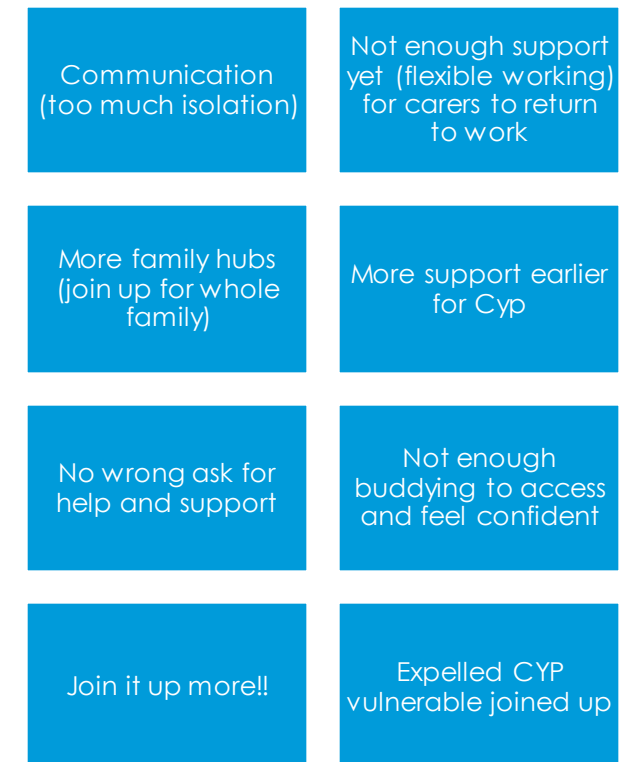 Communication
(too much isolation)
Not enough support
yet (flexible working)
for carers to return
to work
More family hubs
(join up for whole
family)
More support earlier
for Cyp
No wrong ask for
help and support
Not enough
buddying to access
and feel confident
Join it up more!!
Expelled CYP
vulnerable joined up